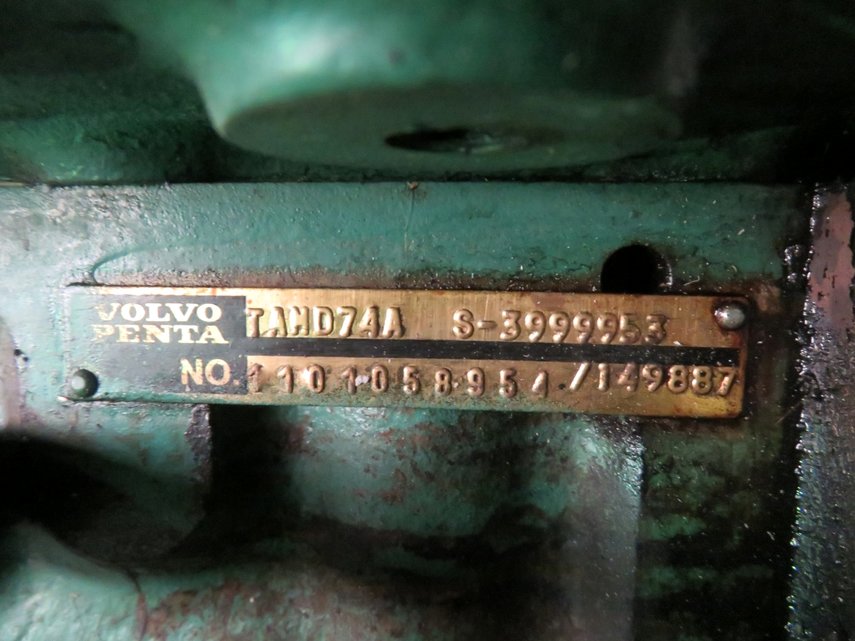 VOLVO PENTA TAMD74A S-3999953
NO. 1101058954 /149887